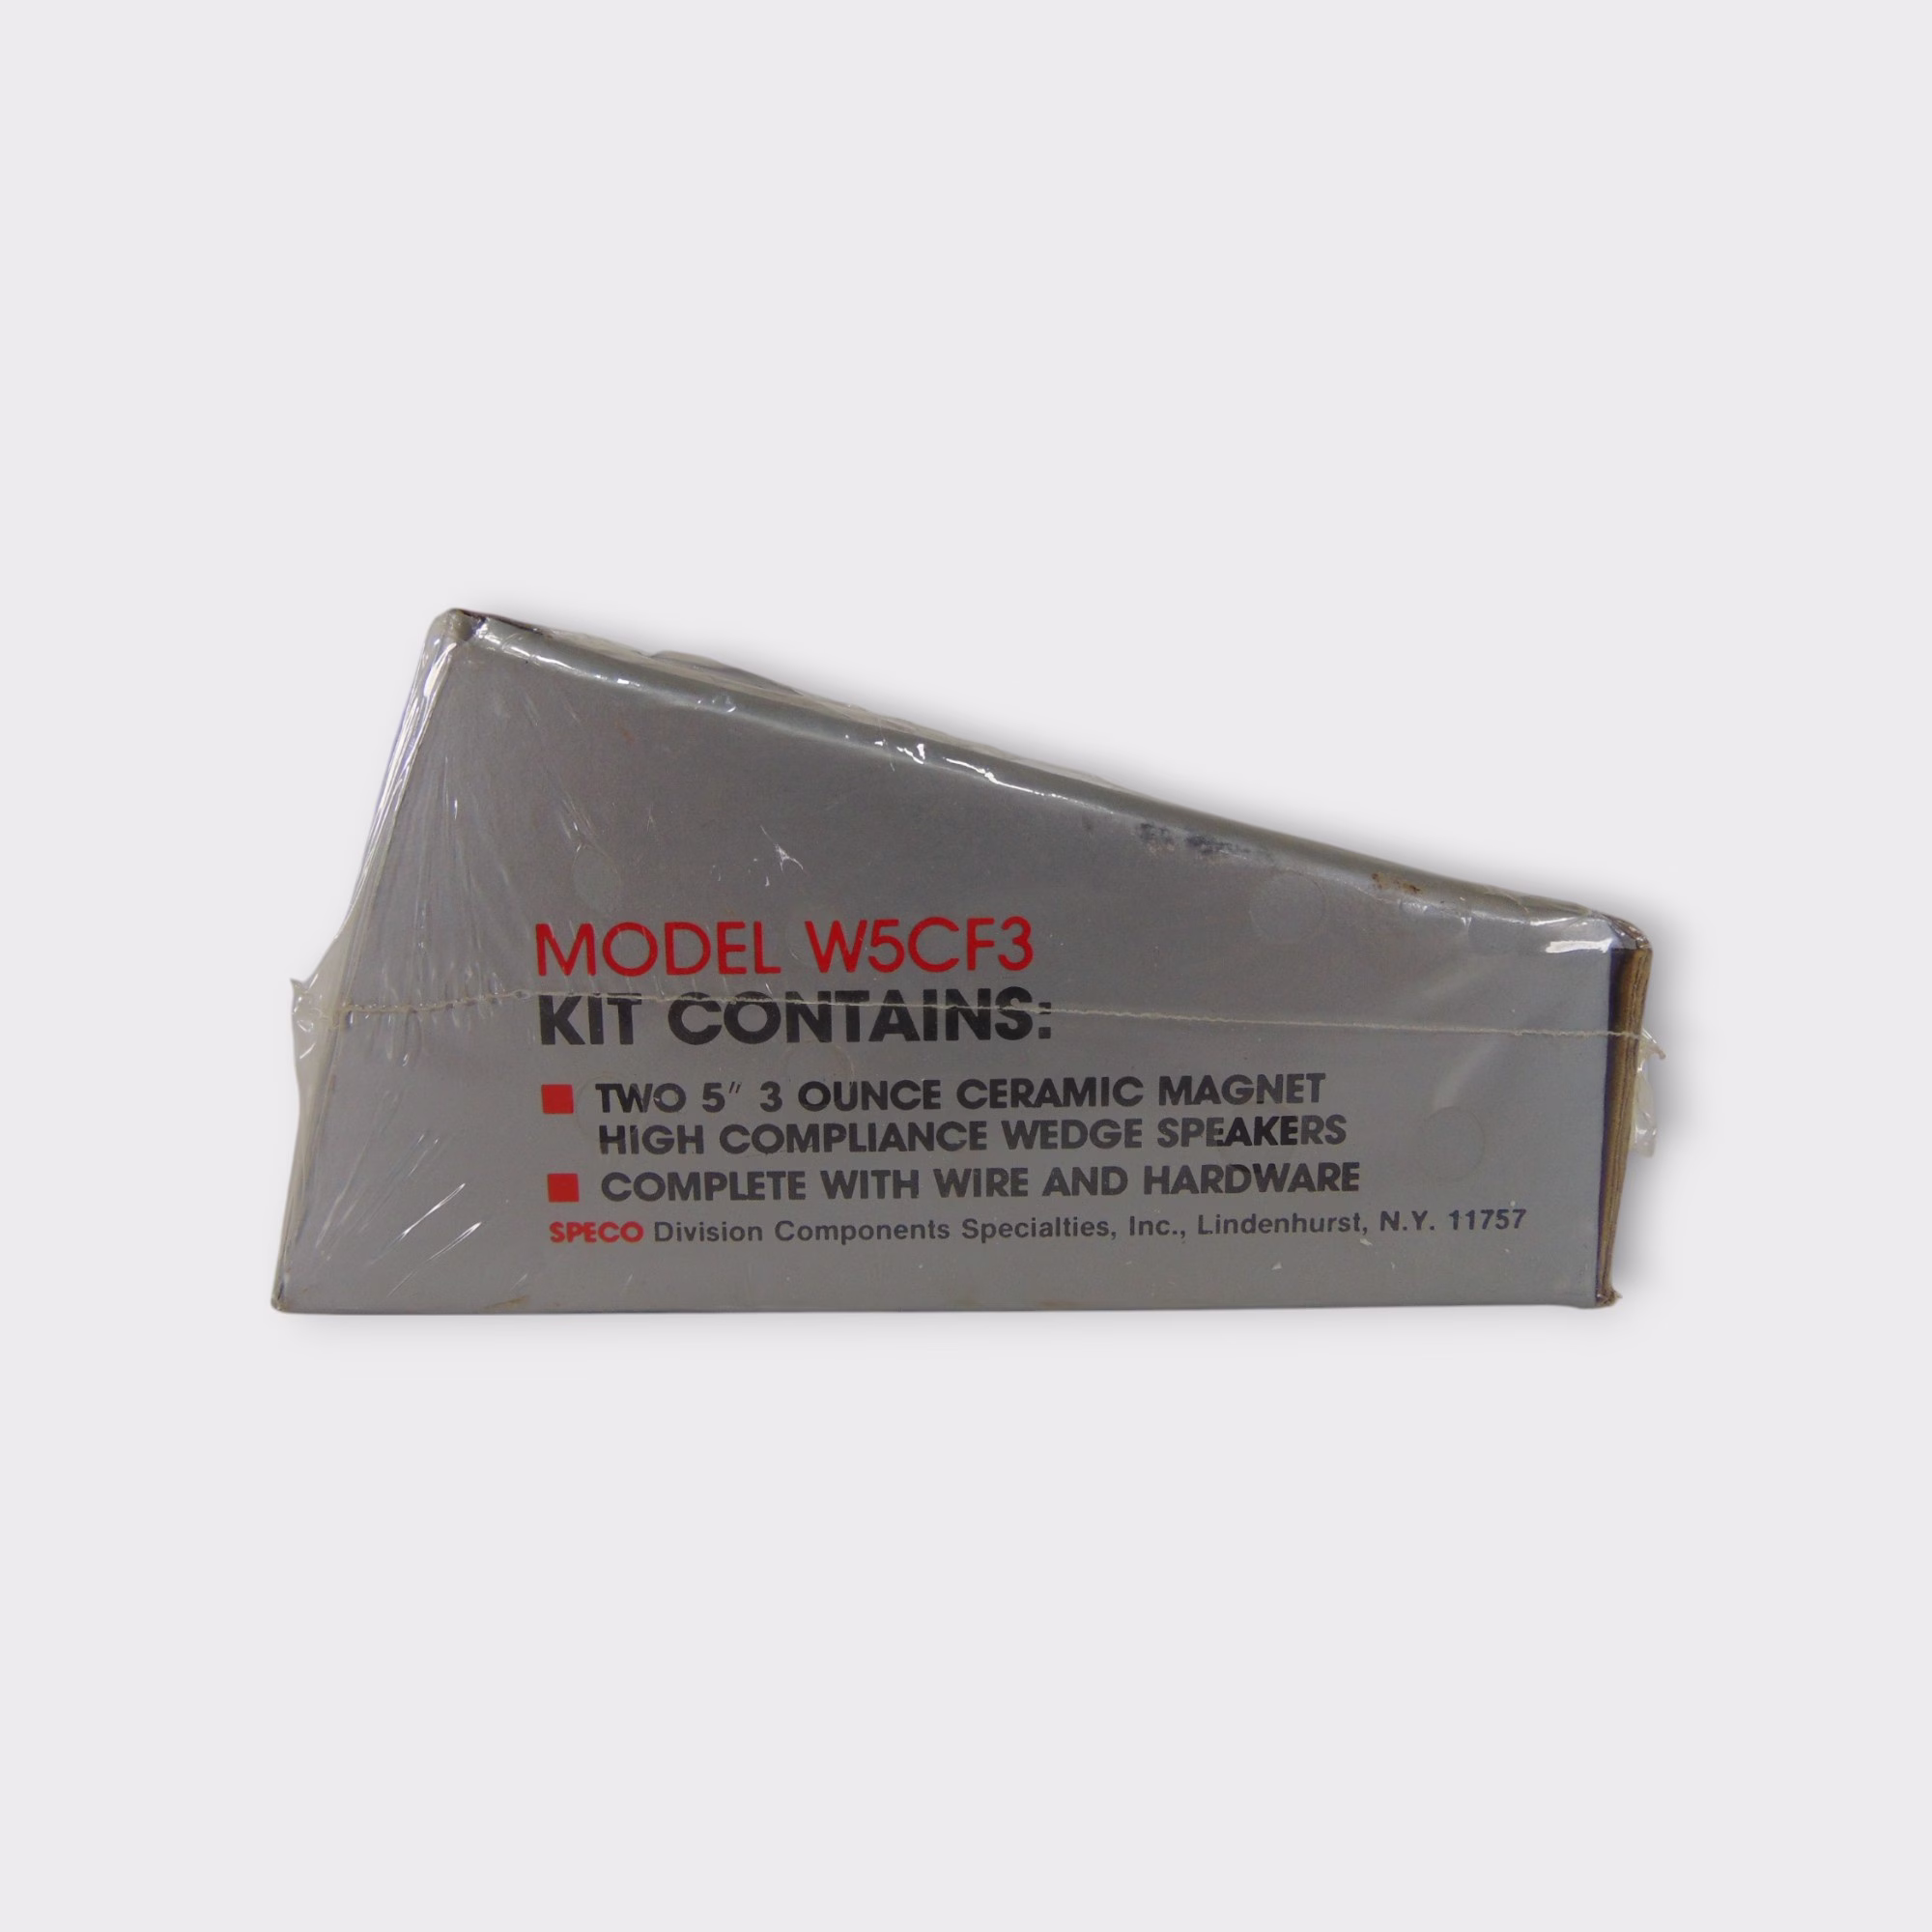 MODEL W5CF3
KIT CONTAINS:
■ TWO 5" 3 OUNCE CERAMIC MAGNET
HIGH COMPLIANCE WEDGE SPEAKERS
■ COMPLETE WITH WIRE AND HARDWARE
SPECO Division Components Specialties, Inc., Lindenhurst, N.Y. 11757